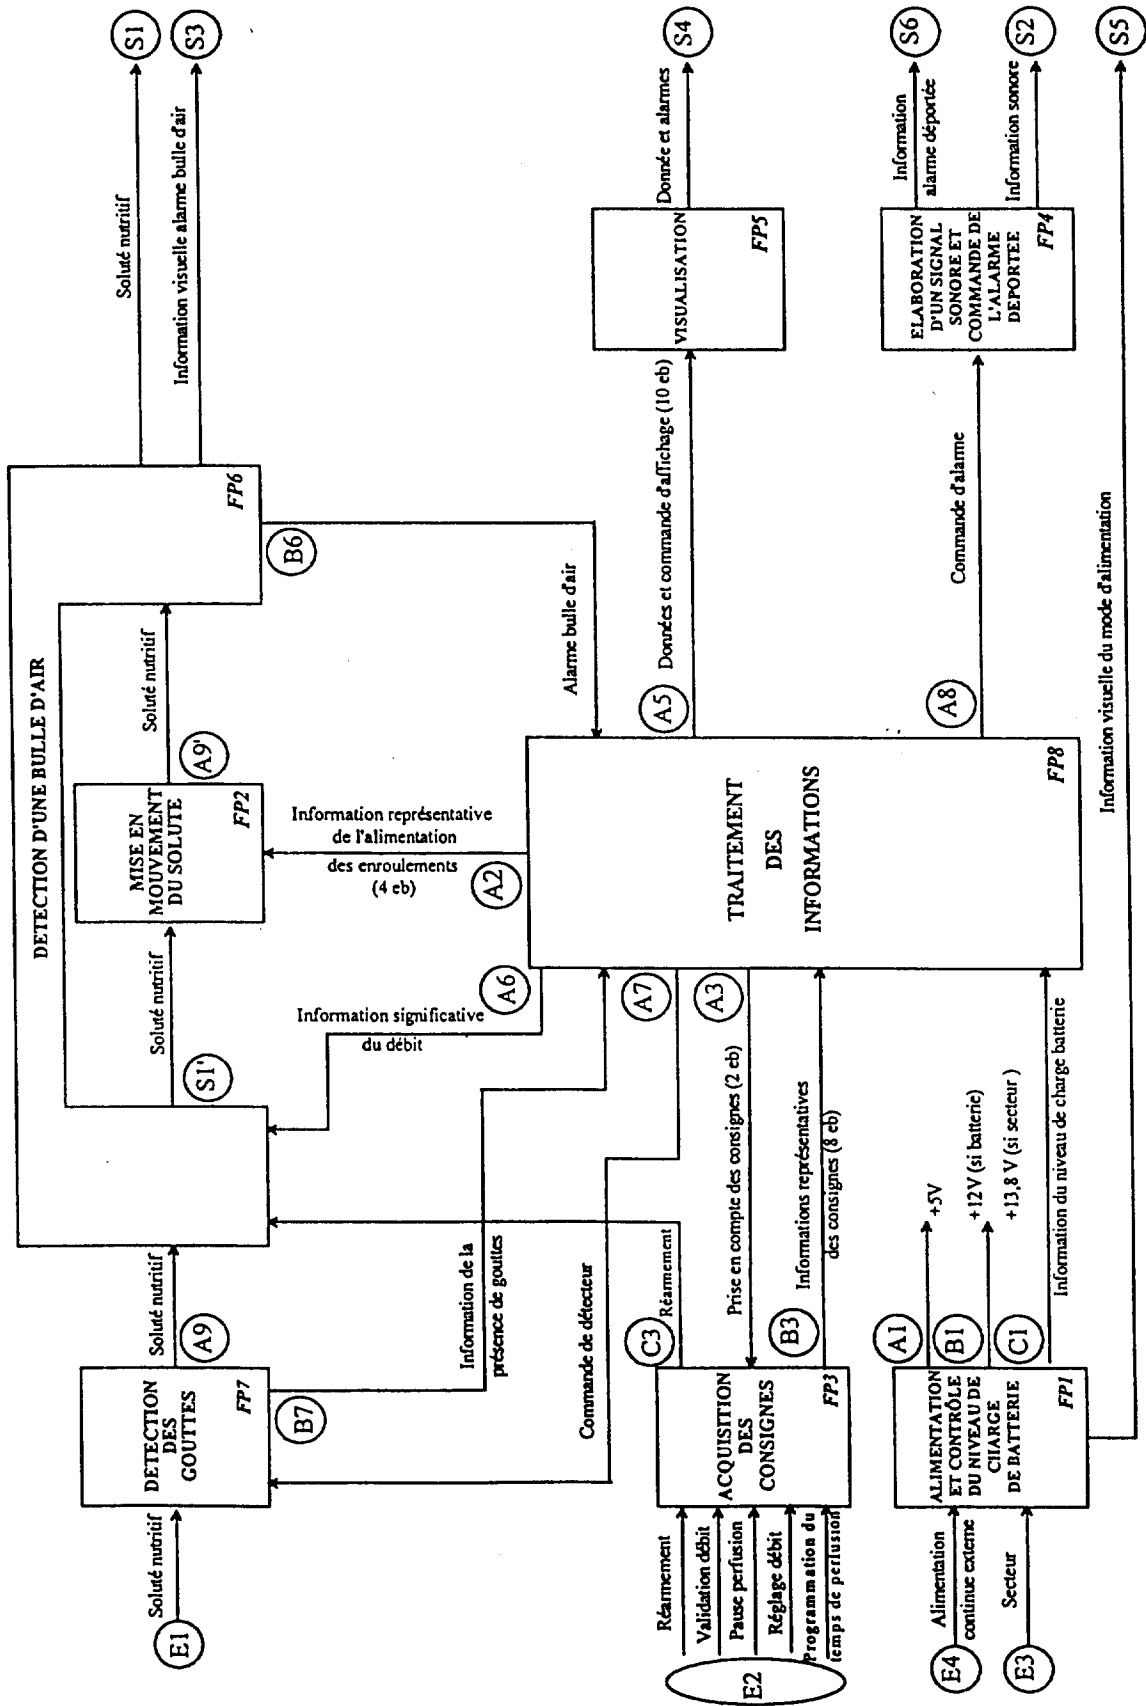 E1
Soluté nutritif
DETECTION
DES
GOUTTES
FP7
A9
B7
Soluté nutritif
DETECTION D'UNE BULLE D'AIR
S1'
Soluté nutritif
MISE EN
MOUVEMENT
DU SOLUTE
FP2
A9'
Soluté nutritif
FP6
B6
Soluté nutritif
S1
Information visuelle alarme bulle d'air
S3
Information de la
présence de gouttes
Commande de détecteur
Information significative
du débit
Information représentative
de l'alimentation
des enroulements
(4 eb)
A2
A6
A7
A3
Alarme bulle d'air
TRAITEMENT
DES
INFORMATIONS
FP8
A5
Données et commande d'affichage (10 eb)
VISUALISATION
FP5
Donnée et alarmes
S4
A8
Commande d'alarme
ELABORATION
D'UN SIGNAL
SONORE ET
COMMANDE DE
L'ALARME
DEPORTEE
FP4
Information
alarme déportée
S6
Information sonore
S2
E2
Réarmement
Validation débit
Pause perfusion
Réglage débit
Programmation du
temps de perfusion
ACQUISITION
DES
CONSIGNES
FP3
C3
Réarmement
Prise en compte des consignes (2 eb)
B3
Informations représentatives
des consignes (8 eb)
E4
Alimentation
continue externe
E3
Secteur
ALIMENTATION
ET CONTRÔLE
DU NIVEAU DE
CHARGE
DE BATTERIE
FP1
A1
+5V
B1
+12V (si batterie)
+13,8 V (si secteur )
C1
Information du niveau de charge batterie
Information visuelle du mode d'alimentation
S5